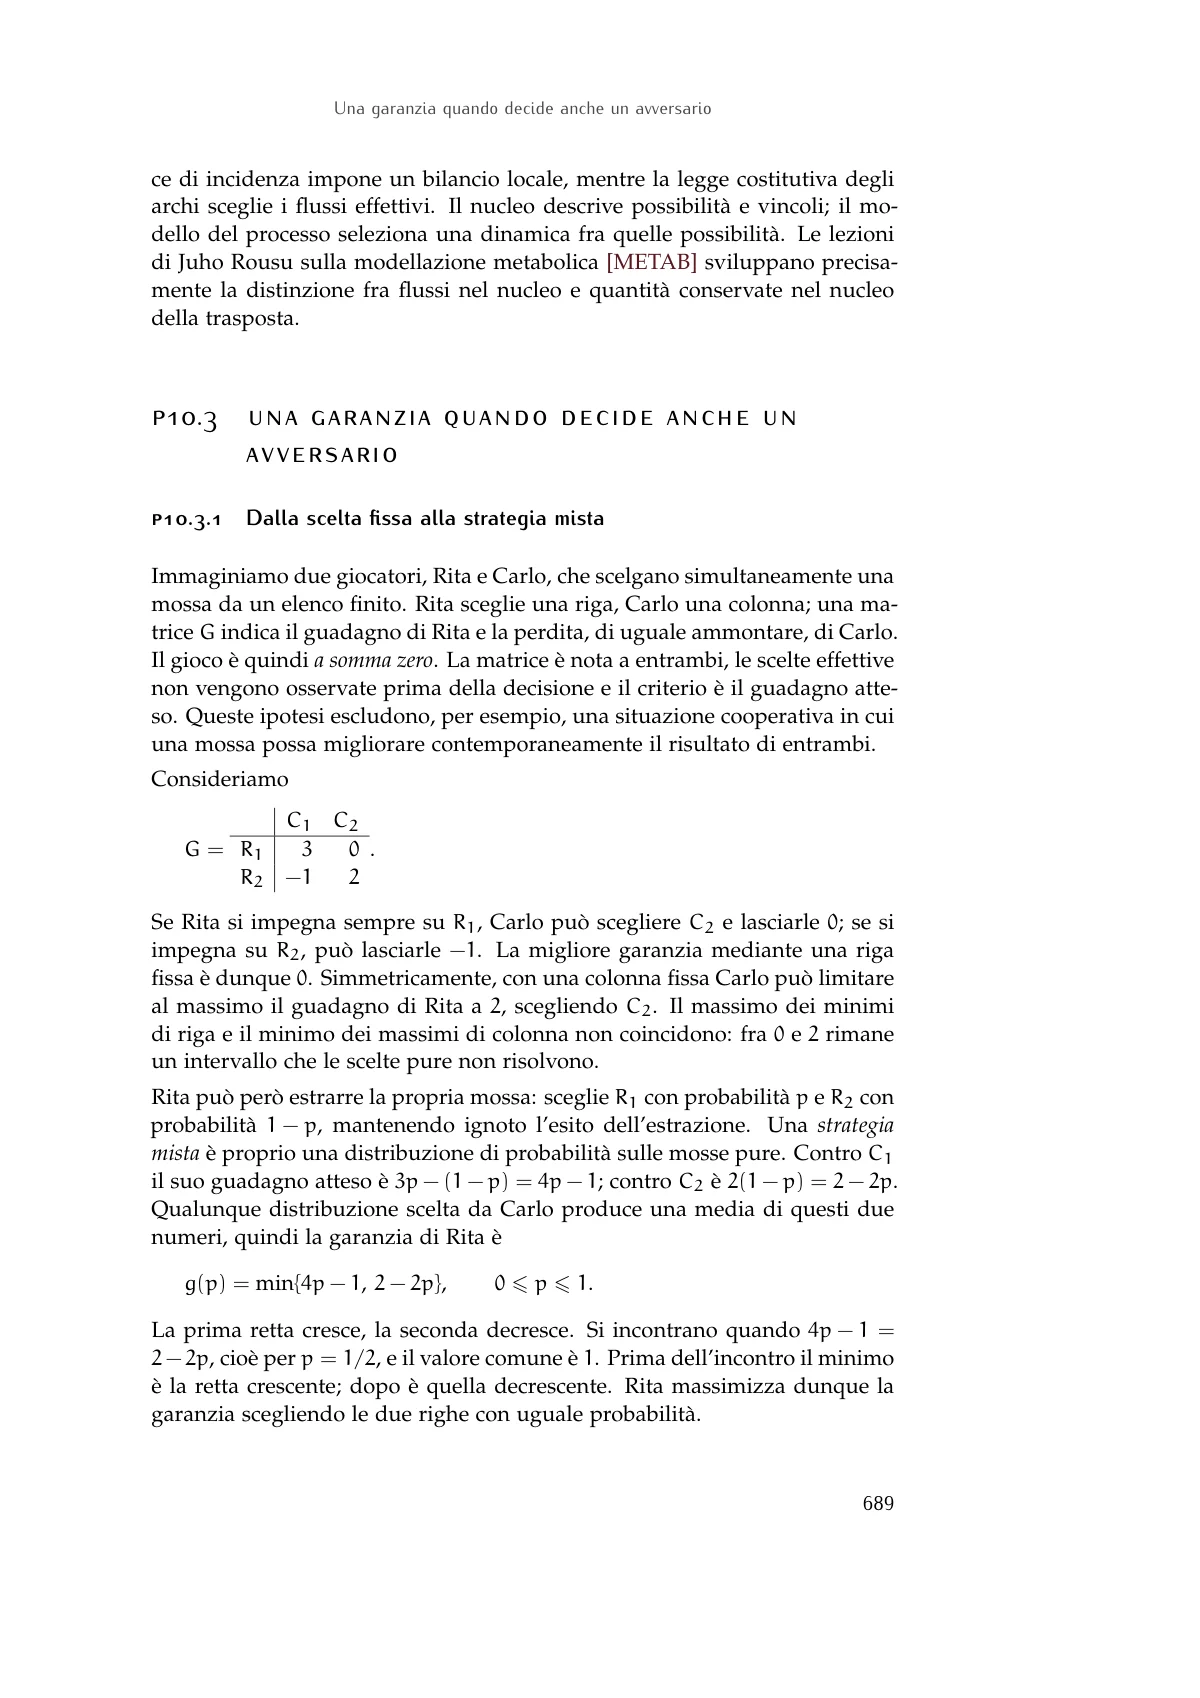 Una garanzia quando decide anche un avversario
ce di incidenza impone un bilancio locale, mentre la legge costitutiva degli
archi sceglie i flussi effettivi. Il nucleo descrive possibilità e vincoli; il mo-
dello del processo seleziona una dinamica fra quelle possibilità. Le lezioni
di Juho Rousu sulla modellazione metabolica [METAB] sviluppano precisa-
mente la distinzione fra flussi nel nucleo e quantità conservate nel nucleo
della trasposta.
P10.3 UNA GARANZIA QUANDO DECIDE ANCHE UN
AVVERSARIO
P10.3.1 Dalla scelta fissa alla strategia mista
Immaginiamo due giocatori, Rita e Carlo, che scelgano simultaneamente una
mossa da un elenco finito. Rita sceglie una riga, Carlo una colonna; una ma-
trice G indica il guadagno di Rita e la perdita, di uguale ammontare, di Carlo.
Il gioco è quindi a somma zero. La matrice è nota a entrambi, le scelte effettive
non vengono osservate prima della decisione e il criterio è il guadagno atte-
so. Queste ipotesi escludono, per esempio, una situazione cooperativa in cui
una mossa possa migliorare contemporaneamente il risultato di entrambi.
Consideriamo
C₁ C₂
G = R₁ 3 0 .
R₂ −1 2
Se Rita si impegna sempre su R₁, Carlo può scegliere C₂ e lasciarle 0; se si
impegna su R₂, può lasciarle −1. La migliore garanzia mediante una riga
fissa è dunque 0. Simmetricamente, con una colonna fissa Carlo può limitare
al massimo il guadagno di Rita a 2, scegliendo C₂. Il massimo dei minimi
di riga e il minimo dei massimi di colonna non coincidono: fra 0 e 2 rimane
un intervallo che le scelte pure non risolvono.
Rita può però estrarre la propria mossa: sceglie R₁ con probabilità p e R₂ con
probabilità 1 − p, mantenendo ignoto l'esito dell'estrazione. Una strategia
mista è proprio una distribuzione di probabilità sulle mosse pure. Contro C₁
il suo guadagno atteso è 3p − (1 − p) = 4p − 1; contro C₂ è 2(1 − p) = 2 − 2p.
Qualunque distribuzione scelta da Carlo produce una media di questi due
numeri, quindi la garanzia di Rita è
g(p) = min{4p − 1, 2 − 2p}, 0 ⩽ p ⩽ 1.
La prima retta cresce, la seconda decresce. Si incontrano quando 4p − 1 =
2 − 2p, cioè per p = 1/2, e il valore comune è 1. Prima dell'incontro il minimo
è la retta crescente; dopo è quella decrescente. Rita massimizza dunque la
garanzia scegliendo le due righe con uguale probabilità.
689